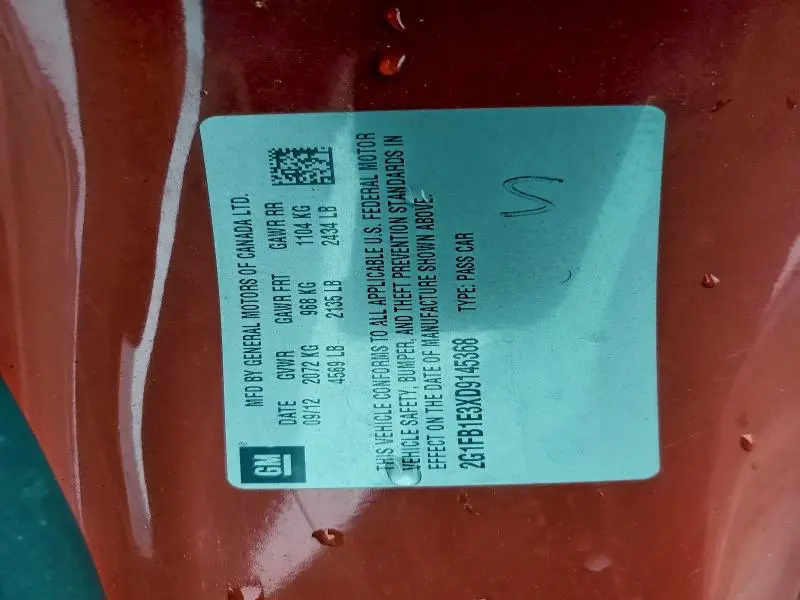 GM
MFD BY GENERAL MOTORS OF CANADA LTD.
DATE GVWR GAWR FRT GAWR RR
09/12 2072 KG 968 KG 1104 KG
4569 LB 2135 LB 2434 LB
THIS VEHICLE CONFORMS TO ALL APPLICABLE U.S. FEDERAL MOTOR
VEHICLE SAFETY, BUMPER, AND THEFT PREVENTION STANDARDS IN
EFFECT ON THE DATE OF MANUFACTURE SHOWN ABOVE.
2G1FB1E3XD9145368 TYPE: PASS CAR